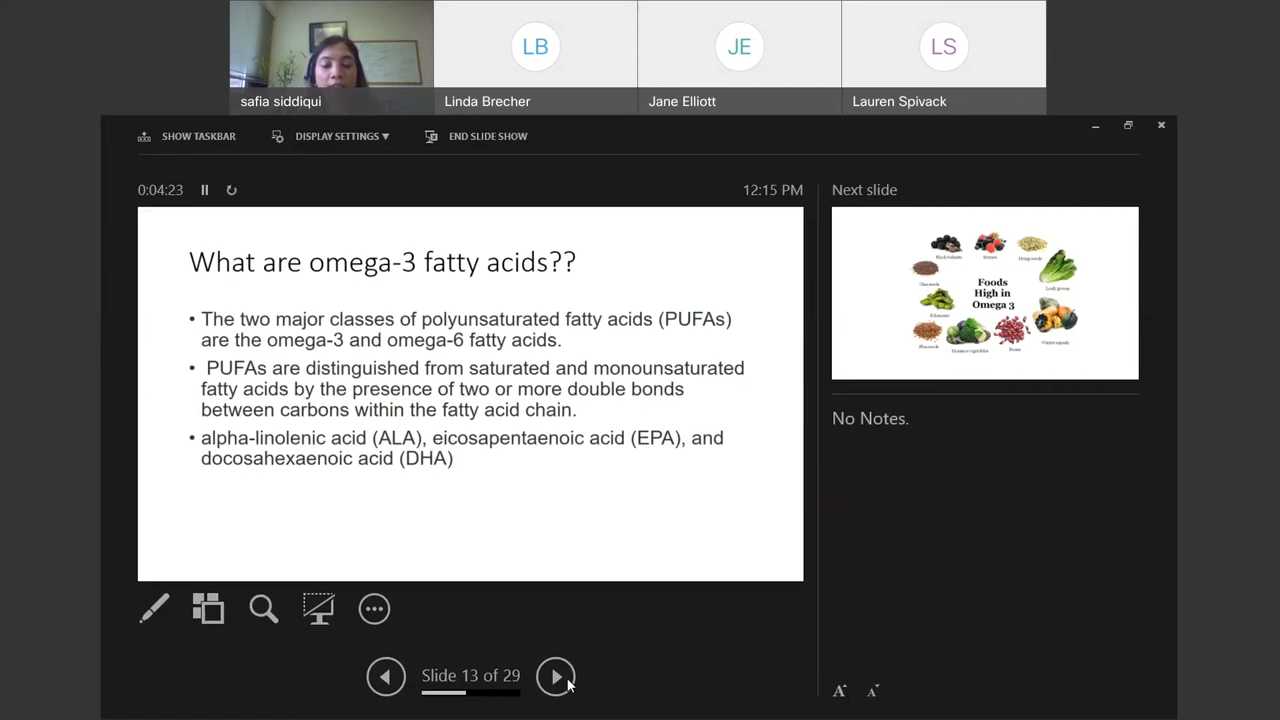 LB
JE
LS
safia siddiqui
Linda Brecher
Jane Elliott
Lauren Spivack
SHOW TASKBAR
DISPLAY SETTINGS ▼
END SLIDE SHOW
0:04:23
12:15 PM
What are omega-3 fatty acids??
• The two major classes of polyunsaturated fatty acids (PUFAs)
are the omega-3 and omega-6 fatty acids.
• PUFAs are distinguished from saturated and monounsaturated
fatty acids by the presence of two or more double bonds
between carbons within the fatty acid chain.
• alpha-linolenic acid (ALA), eicosapentaenoic acid (EPA), and
docosahexaenoic acid (DHA)
Slide 13 of 29
Next slide
Foods
High in
Omega 3
No Notes.
A A